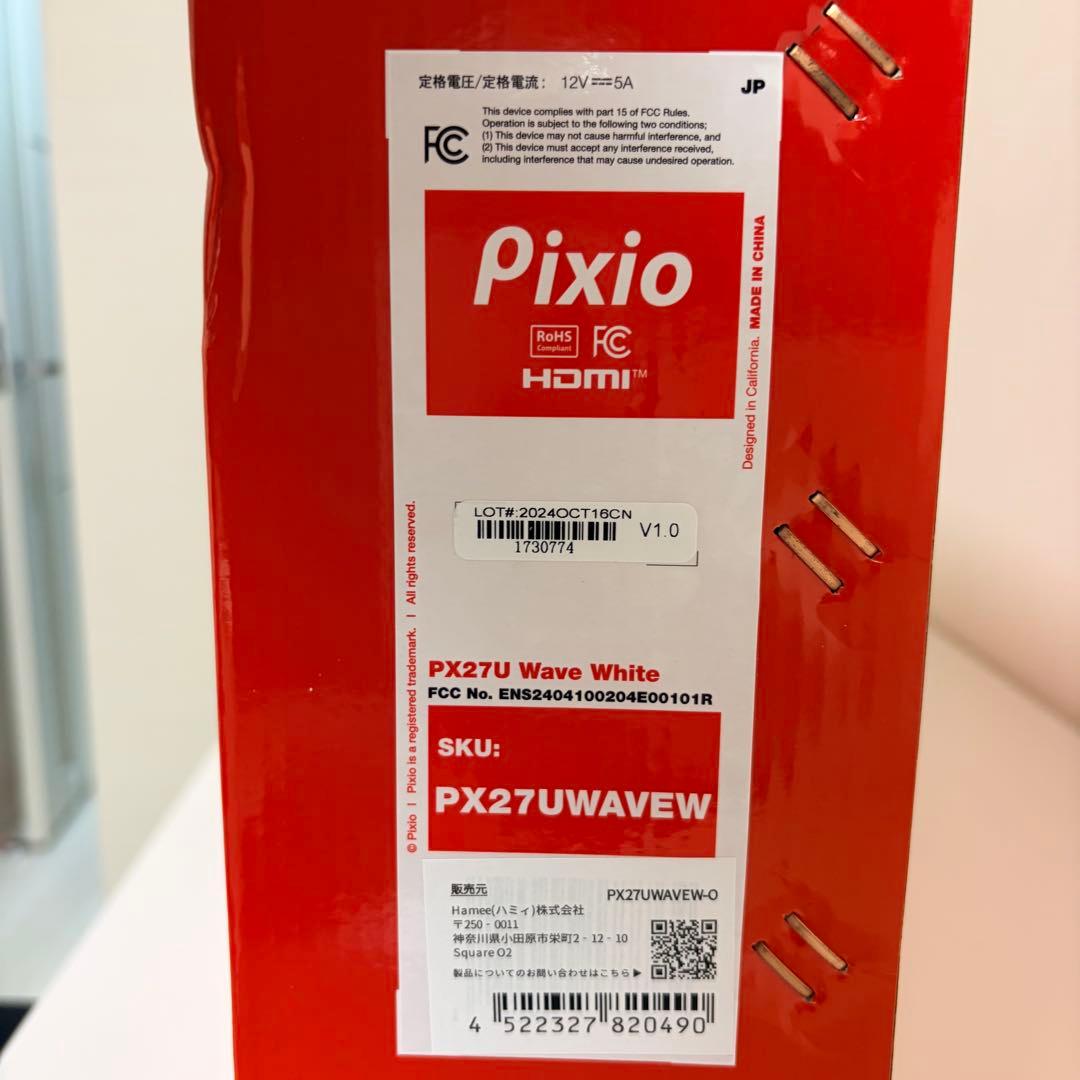 定格電圧/定格電流： 12V⎓5A
JP
FC
This device complies with part 15 of FCC Rules.
Operation is subject to the following two conditions;
(1) This device may not cause harmful interference, and
(2) This device must accept any interference received,
including interference that may cause undesired operation.
Pixio
RoHS
Compliant
FC
HDMI™
Designed in California. MADE IN CHINA
LOT#:2024OCT16CN
1730774
V1.0
© Pixio | Pixio is a registered trademark. | All rights reserved.
PX27U Wave White
FCC No. ENS2404100204E00101R
SKU:
PX27UWAVEW
販売元
PX27UWAVEW-O
Hamee(ハミィ)株式会社
〒250‐0011
神奈川県小田原市栄町2‐12‐10
Square O2
製品についてのお問い合わせはこちら▶
4 522327 820490